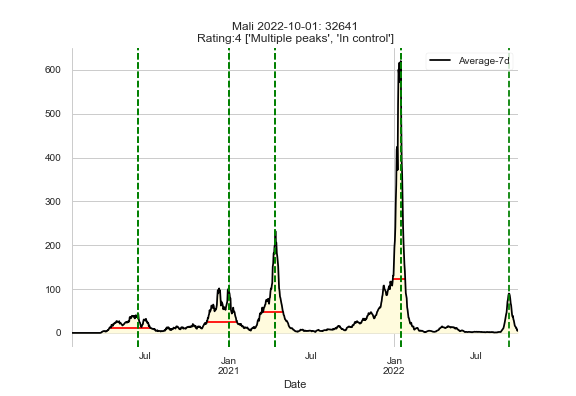 Mali 2022-10-01: 32641
Rating:4 ['Multiple peaks', 'In control']
Average-7d
600
500
400
300
200
100
0
Jul
Jan
2021
Jul
Jan
2022
Jul
Date